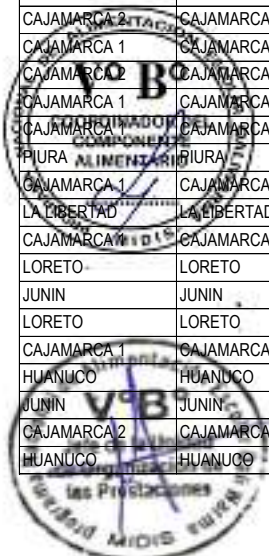 CAJAMARCA 2 CAJAMARCA
CAJAMARCA 1 CAJAMARCA
CAJAMARCA 2 CAJAMARCA
CAJAMARCA 1 CAJAMARCA
CAJAMARCA 1 CAJAMARCA
PIURA PIURA
CAJAMARCA 1 CAJAMARCA
LA LIBERTAD LA LIBERTAD
CAJAMARCA CAJAMARCA
LORETO LORETO
JUNIN JUNIN
LORETO LORETO
CAJAMARCA 1 CAJAMARCA
HUANUCO HUANUCO
JUNIN JUNIN
CAJAMARCA 2 CAJAMARCA
HUANUCO HUANUCO
V° B°
COORDINADOR DEL
COMPONENTE
ALIMENTARIO
MIDIS
V°B°
las Prestaciones
MIDIS